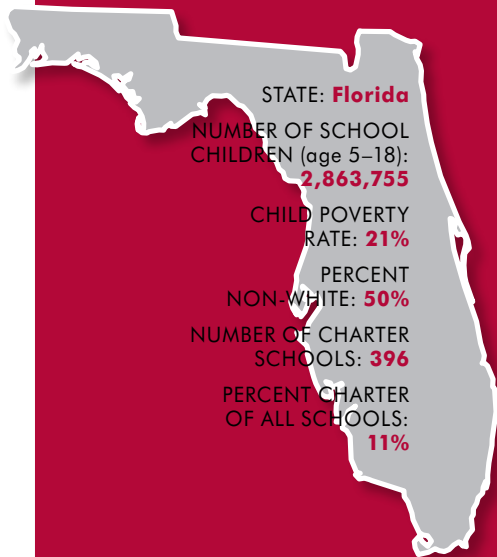 STATE: Florida
NUMBER OF SCHOOL
CHILDREN (age 5–18):
2,863,755
CHILD POVERTY
RATE: 21%
PERCENT
NON-WHITE: 50%
NUMBER OF CHARTER
SCHOOLS: 396
PERCENT CHARTER
OF ALL SCHOOLS:
11%